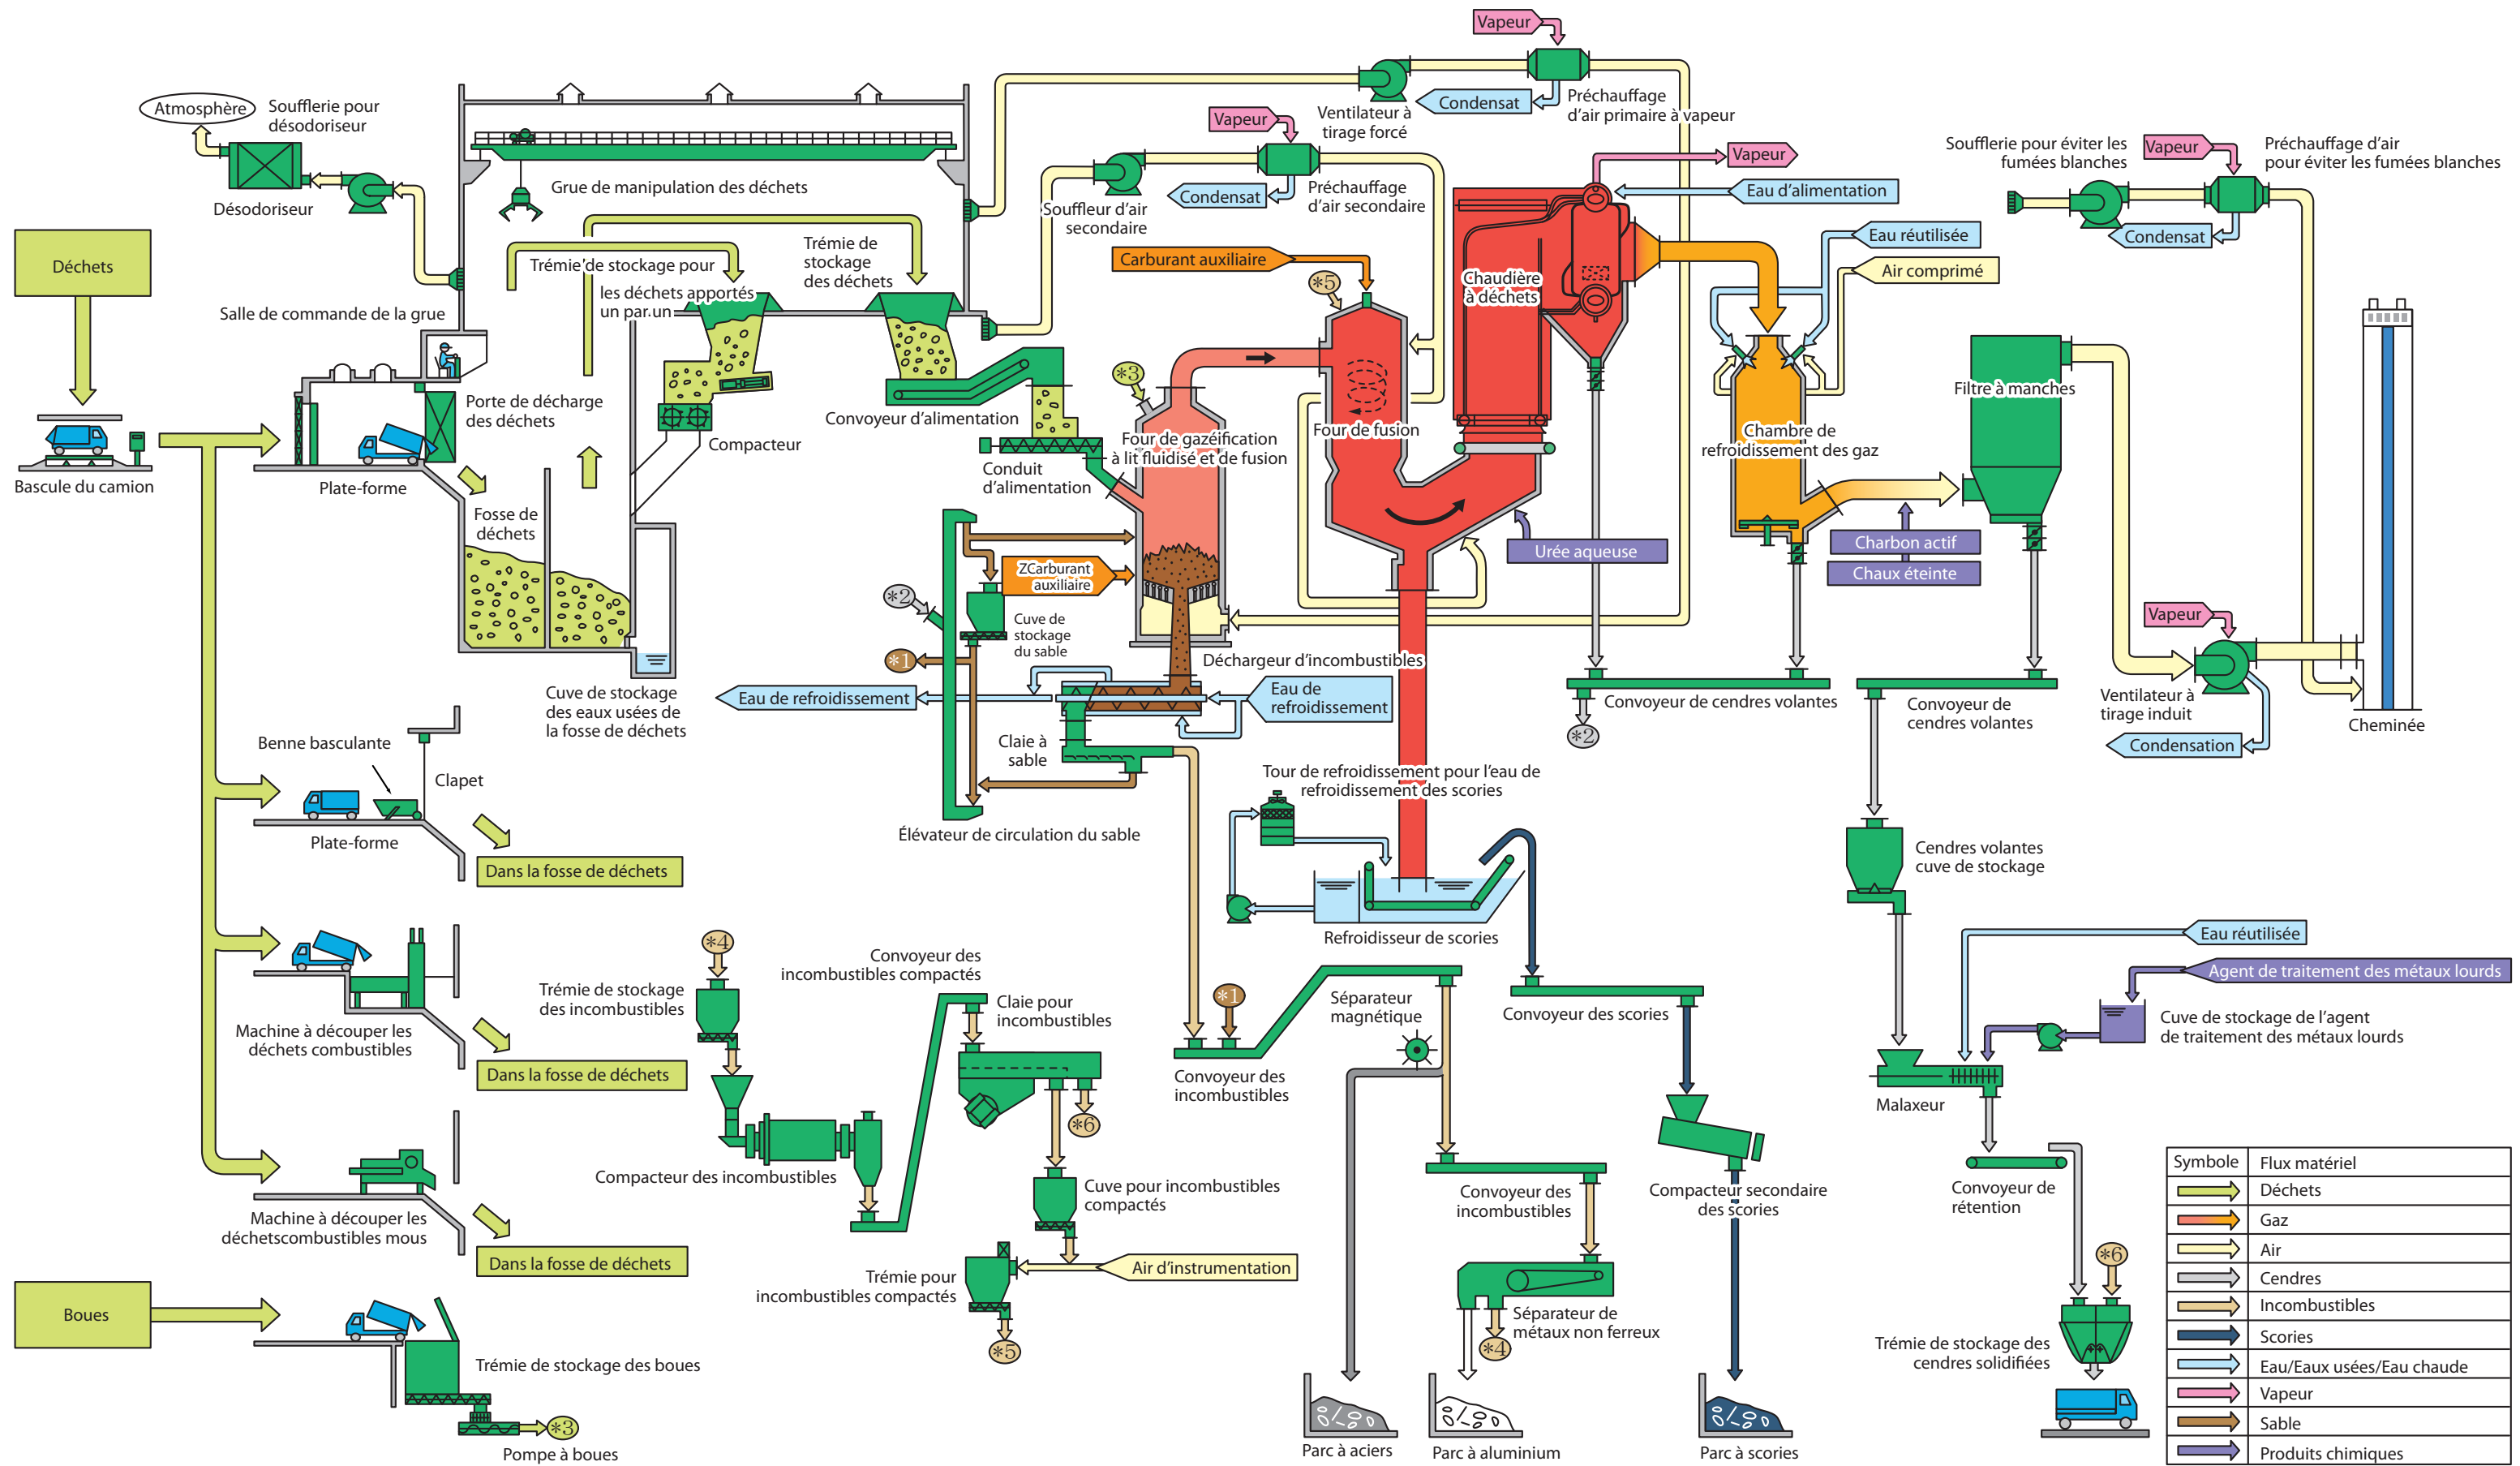 Vapeur
Condensat
Préchauffage
d'air primaire à vapeur
Ventilateur à
tirage forcé
Atmosphère
Soufflerie pour
désodoriseur
Désodoriseur
Grue de manipulation des déchets
Vapeur
Condensat
Préchauffage
d'air secondaire
Souffleur d'air
secondaire
Vapeur
Eau d'alimentation
Soufflerie pour éviter les
fumées blanches
Vapeur
Préchauffage d'air
pour éviter les fumées blanches
Condensat
Eau réutilisée
Air comprimé
Déchets
Trémie de stockage pour
les déchets apportés
un par un
Trémie de
stockage
des déchets
Carburant auxiliaire
*5
Chaudière
à déchets
Salle de commande de la grue
Porte de décharge
des déchets
Bascule du camion
Plate-forme
Compacteur
Convoyeur d'alimentation
Conduit
d'alimentation
*3
Four de gazéification
à lit fluidisé et de fusion
Four de fusion
Chambre de
refroidissement des gaz
Filtre à manches
Fosse de
déchets
Urée aqueuse
Charbon actif
Chaux éteinte
ZCarburant
auxiliaire
*2
Cuve de
stockage
du sable
*1
Déchargeur d'incombustibles
Eau de refroidissement
Eau de
refroidissement
Cuve de stockage
des eaux usées de
la fosse de déchets
Claie à
sable
Élévateur de circulation du sable
Convoyeur de cendres volantes
*2
Convoyeur de
cendres volantes
Vapeur
Ventilateur à
tirage induit
Condensation
Cheminée
Benne basculante
Clapet
Plate-forme
Dans la fosse de déchets
Tour de refroidissement pour l'eau de
refroidissement des scories
Refroidisseur de scories
Cendres volantes
cuve de stockage
Eau réutilisée
Agent de traitement des métaux lourds
Cuve de stockage de l'agent
de traitement des métaux lourds
Malaxeur
Machine à découper les
déchets combustibles
Dans la fosse de déchets
*4
Trémie de stockage
des incombustibles
Convoyeur des
incombustibles compactés
Claie pour
incombustibles
*6
*1
Convoyeur des
incombustibles
Séparateur
magnétique
Convoyeur des scories
Compacteur des incombustibles
Cuve pour incombustibles
compactés
Air d'instrumentation
Trémie pour
incombustibles compactés
*5
Convoyeur des
incombustibles
Compacteur secondaire
des scories
Séparateur de
métaux non ferreux
*4
Convoyeur de
rétention
*6
Trémie de stockage des
cendres solidifiées
Machine à découper les
déchetscombustibles mous
Dans la fosse de déchets
Boues
Trémie de stockage des boues
*3
Pompe à boues
Parc à aciers
Parc à aluminium
Parc à scories
Symbole Flux matériel
Déchets
Gaz
Air
Cendres
Incombustibles
Scories
Eau/Eaux usées/Eau chaude
Vapeur
Sable
Produits chimiques